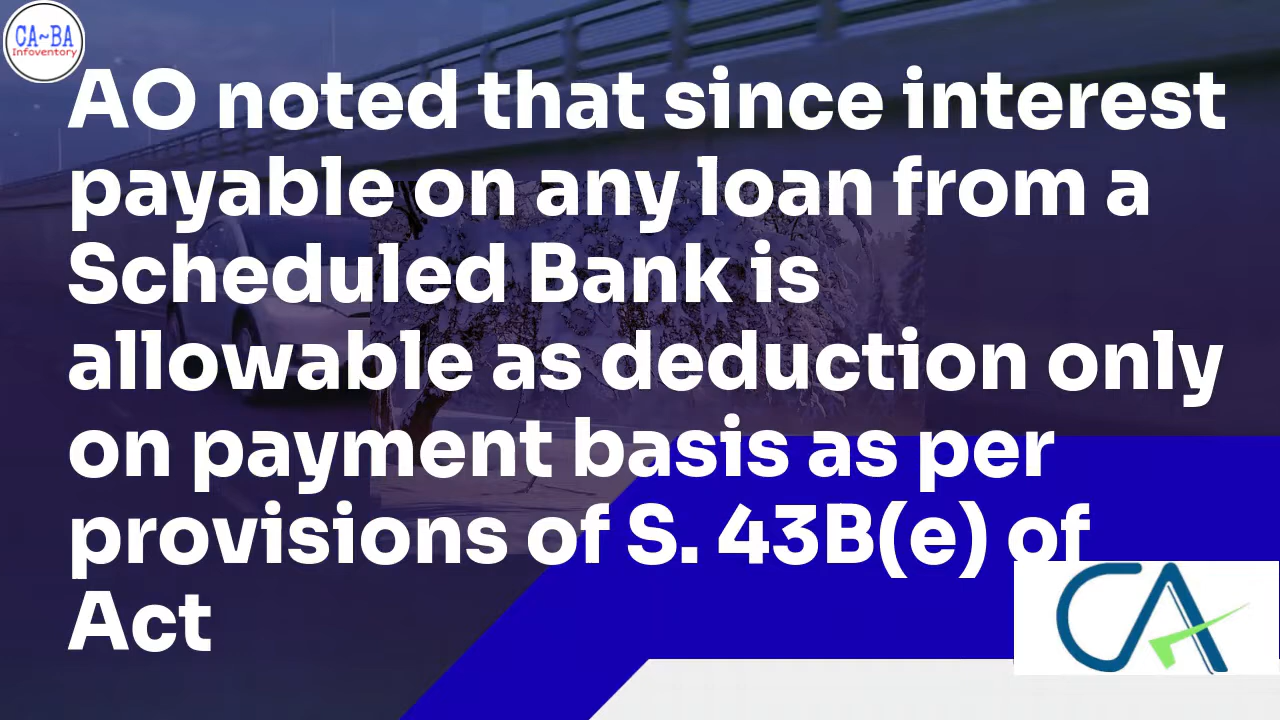 CA~BA
Infoventory
AO noted that since interest
payable on any loan from a
Scheduled Bank is
allowable as deduction only
on payment basis as per
provisions of S. 43B(e) of
Act
CA